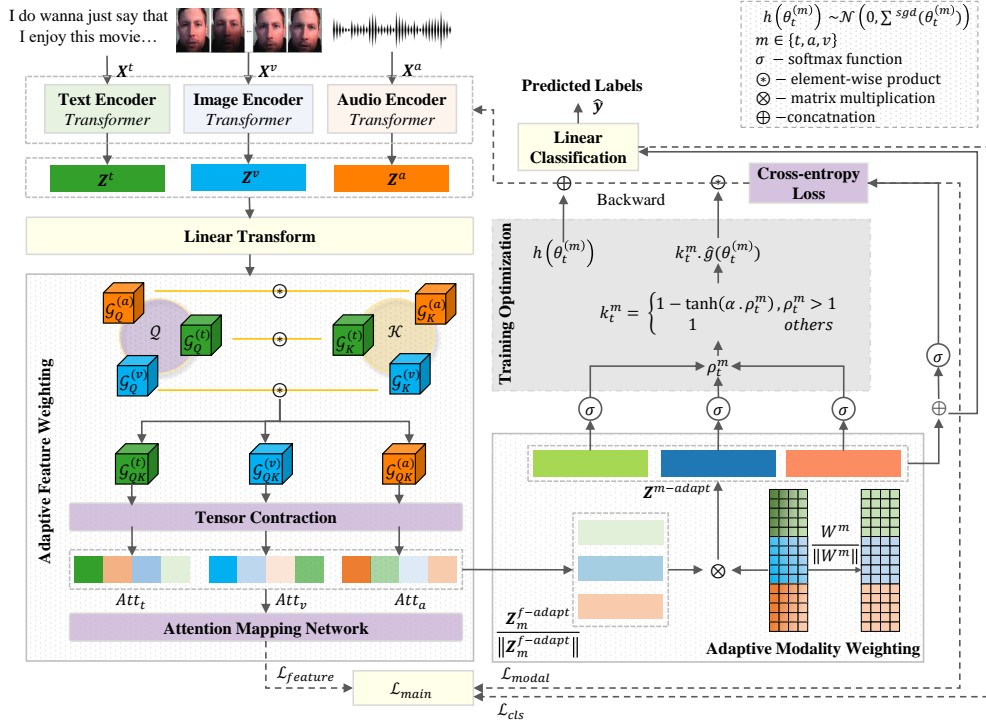 I do wanna just say that
I enjoy this movie…
..
X^t
X^v
X^a
Text Encoder
Transformer
Image Encoder
Transformer
Audio Encoder
Transformer
Z^t
Z^v
Z^a
Linear Transform
Adaptive Feature Weighting
𝒢_Q^(a)
𝒢_Q^(t)
𝒢_Q^(v)
𝒬
𝒦
𝒢_K^(a)
𝒢_K^(t)
𝒢_K^(v)
𝒢_QK^(t)
𝒢_QK^(v)
𝒢_QK^(a)
Tensor Contraction
Att_t
Att_v
Att_a
Attention Mapping Network
ℒ_feature
ℒ_main
ℒ_modal
ℒ_cls
Predicted Labels
ŷ
Linear
Classification
Backward
Cross-entropy
Loss
Training Optimization
h(θ_t^(m))
k_t^m.ĝ(θ_t^(m))
k_t^m = {1 − tanh(α . ρ_t^m), ρ_t^m > 1
1 others
ρ_t^m
σ
σ
σ
σ
Z^{m−adapt}
Z_m^{f−adapt}
‖Z_m^{f−adapt}‖
W^m
‖W^m‖
Adaptive Modality Weighting
h(θ_t^(m)) ~𝒩(0, ∑ ^sgd(θ_t^(m)))
m ∈ {t, a, v}
σ − softmax function
⊛ − element-wise product
⊗ − matrix multiplication
⊕ −concatnation